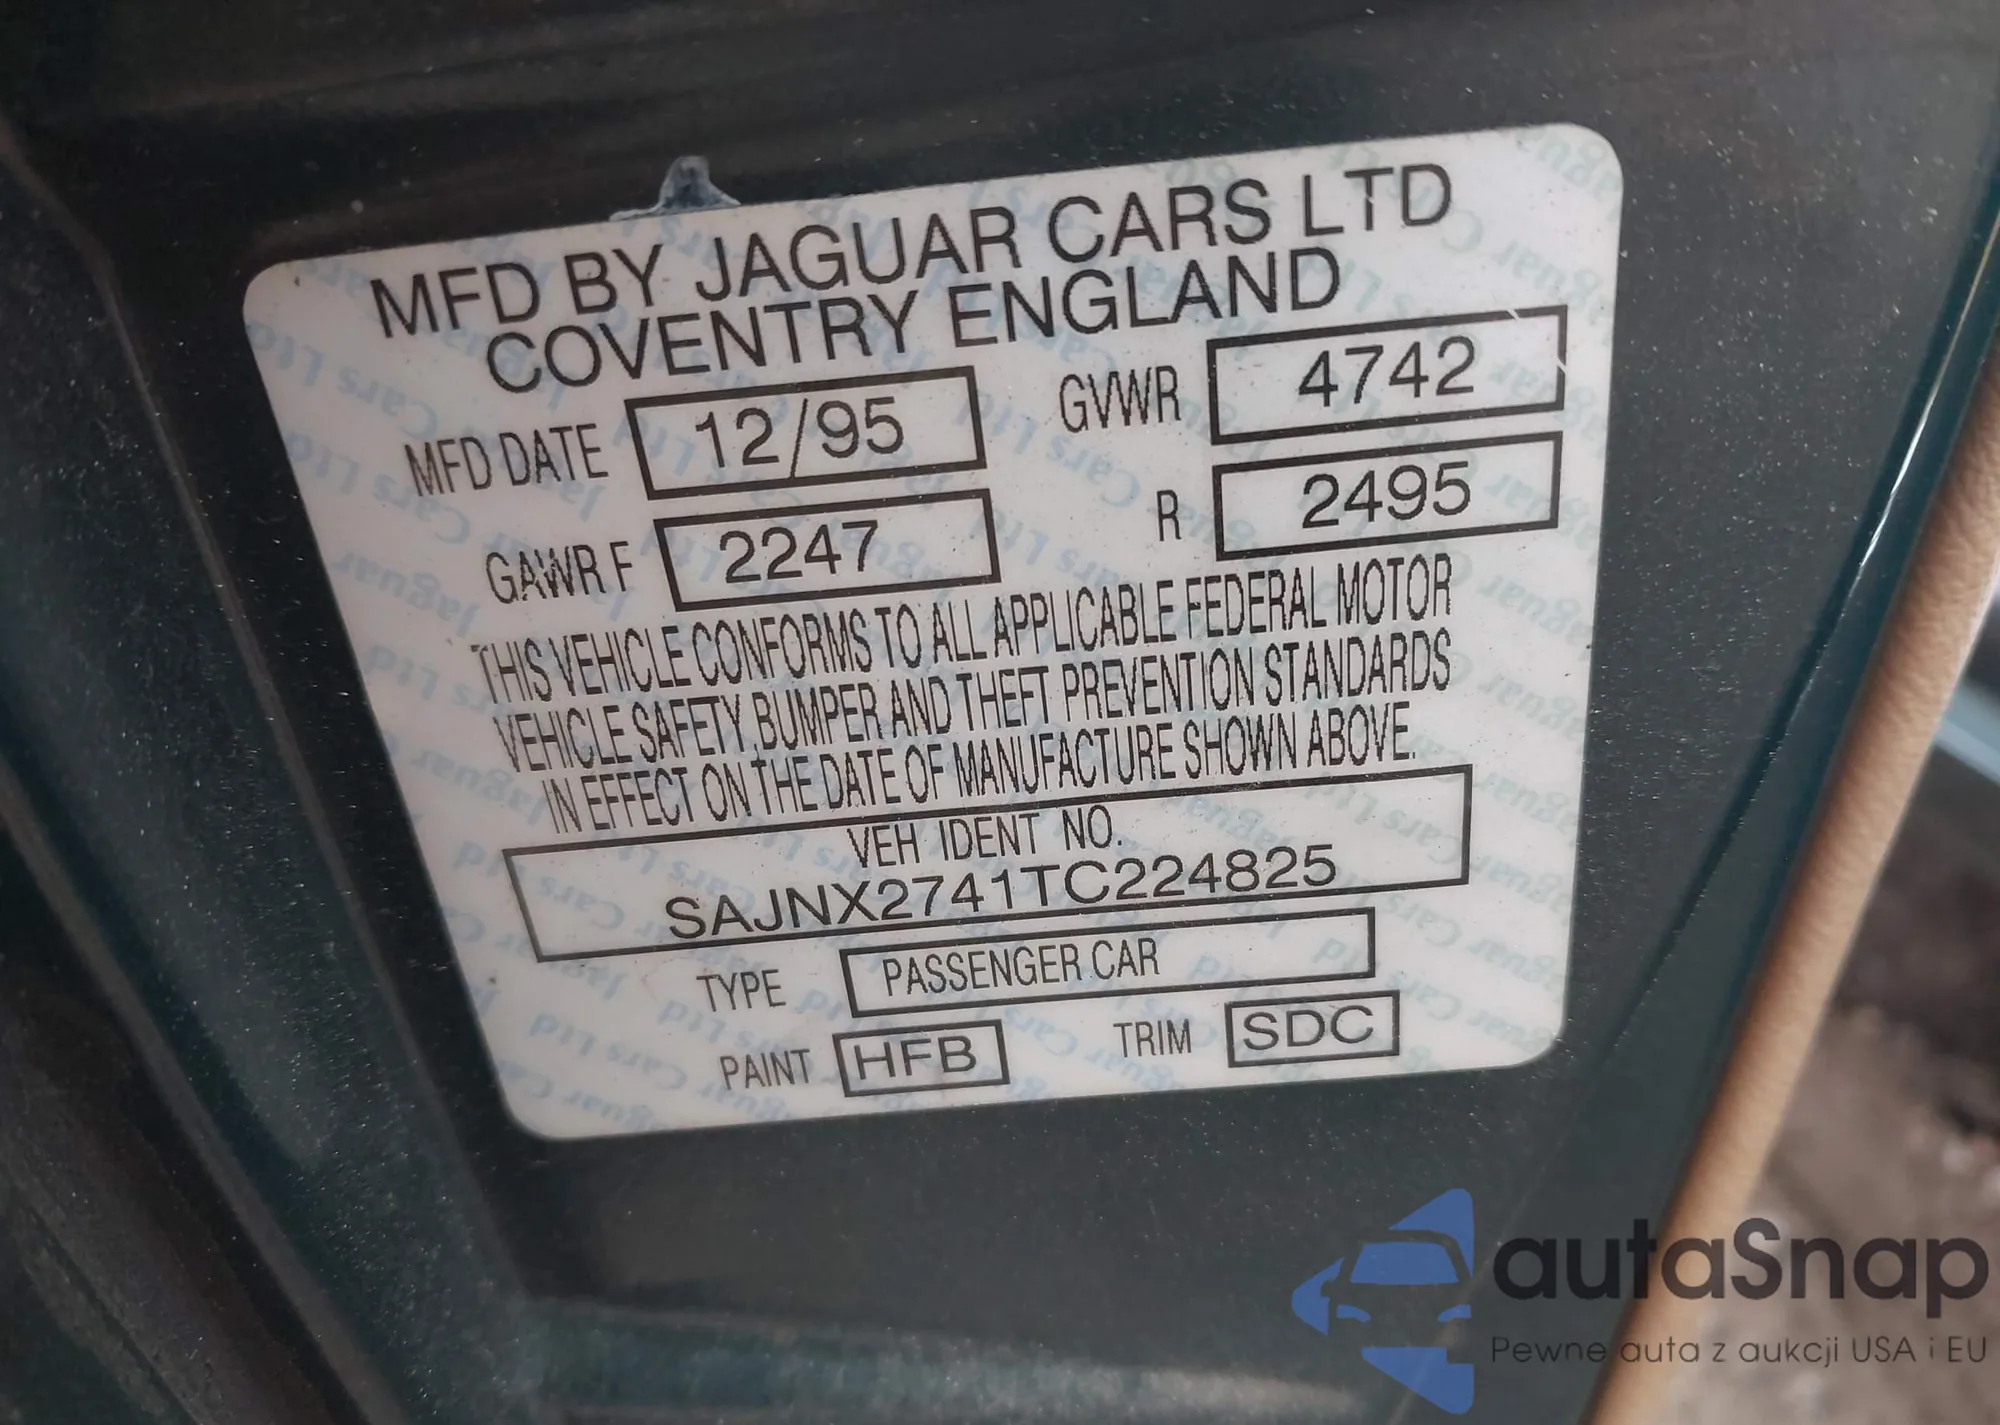 MFD BY JAGUAR CARS LTD
COVENTRY ENGLAND
MFD DATE 12/95 GVWR 4742
GAWR F 2247 R 2495
THIS VEHICLE CONFORMS TO ALL APPLICABLE FEDERAL MOTOR
VEHICLE SAFETY, BUMPER AND THEFT PREVENTION STANDARDS
IN EFFECT ON THE DATE OF MANUFACTURE SHOWN ABOVE.
VEH IDENT NO.
SAJNX2741TC224825
TYPE PASSENGER CAR
PAINT HFB TRIM SDC
autaSnap
Pewne auta z aukcji USA i EU